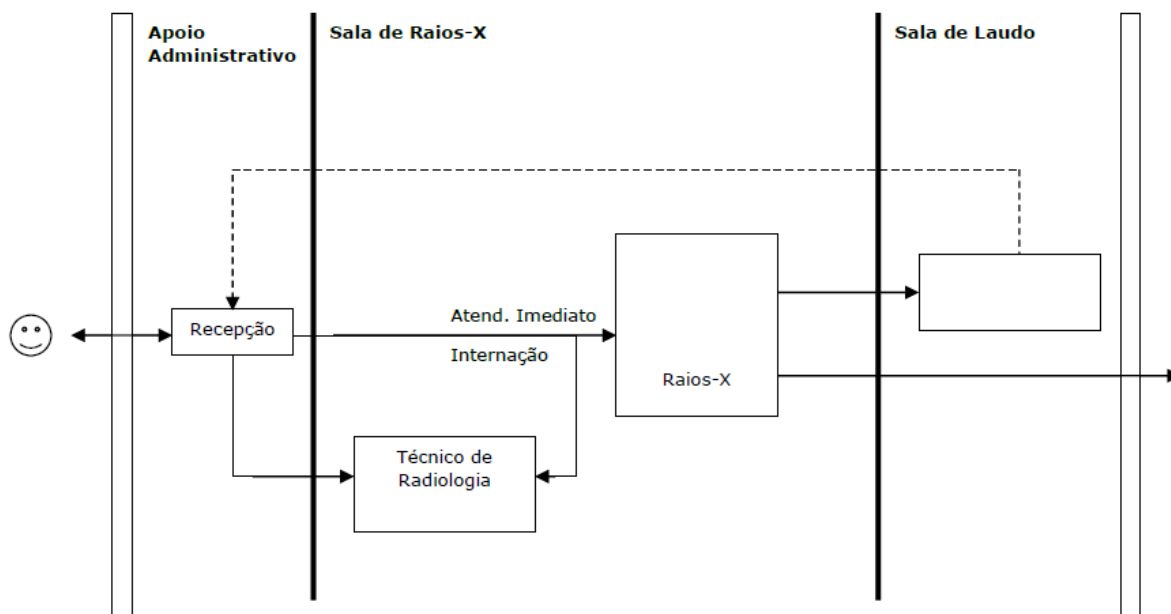 Apoio
Administrativo
Sala de Raios-X
Sala de Laudo
Recepção
Atend. Imediato
Internação
Raios-X
Técnico de
Radiologia